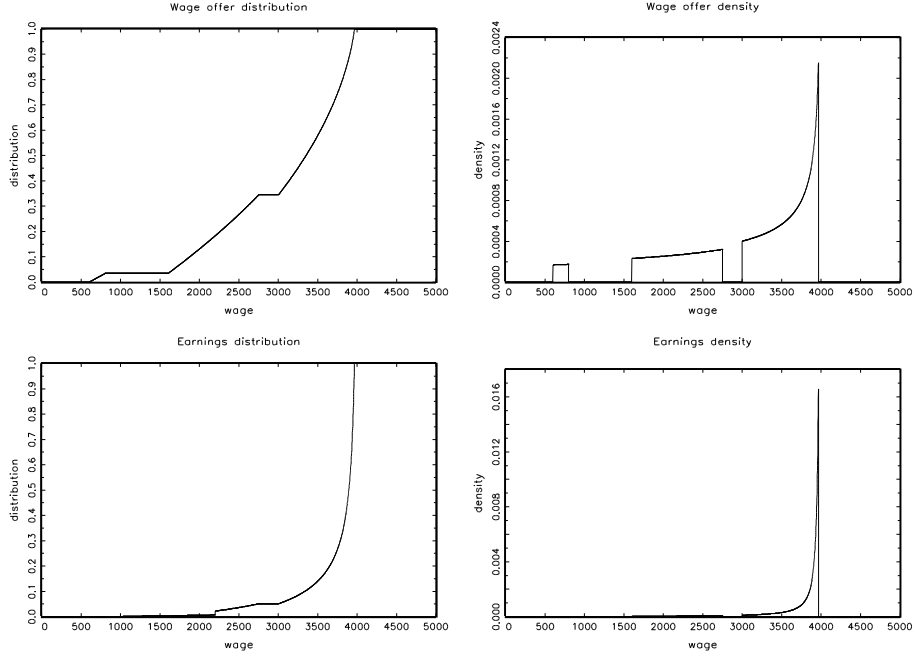 Wage offer distribution
distribution
0.0 0.1 0.2 0.3 0.4 0.5 0.6 0.7 0.8 0.9 1.0
0 500 1000 1500 2000 2500 3000 3500 4000 4500 5000
wage
Wage offer density
density
0.0000 0.0004 0.0008 0.0012 0.0016 0.0020 0.0024
0 500 1000 1500 2000 2500 3000 3500 4000 4500 5000
wage
Earnings distribution
distribution
0.0 0.1 0.2 0.3 0.4 0.5 0.6 0.7 0.8 0.9 1.0
0 500 1000 1500 2000 2500 3000 3500 4000 4500 5000
wage
Earnings density
density
0.000 0.004 0.008 0.012 0.016
0 500 1000 1500 2000 2500 3000 3500 4000 4500 5000
wage